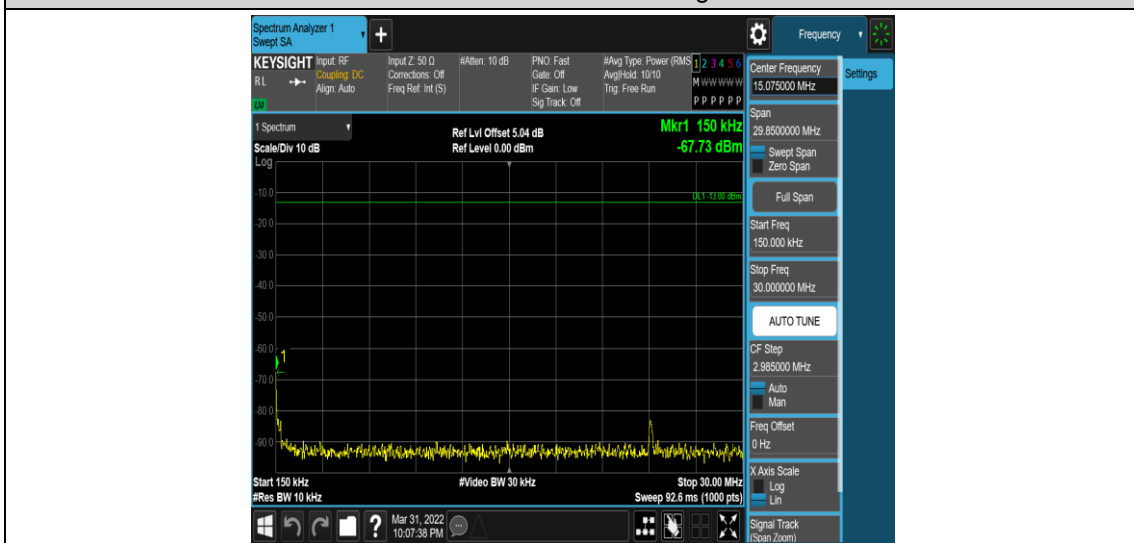 Spectrum Analyzer 1
Swept SA
Frequency
KEYSIGHT
RL
LXI
Input: RF
Coupling: DC
Align: Auto
Input Z: 50 Ω
Corrections: Off
Freq Ref: Int (S)
#Atten: 10 dB
PNO: Fast
Gate: Off
IF Gain: Low
Sig Track: Off
#Avg Type: Power (RMS
Avg|Hold: 10/10
Trig: Free Run
1 2 3 4 5 6
M W W W W W
P P P P P P
1 Spectrum
Scale/Div 10 dB
Log
Ref Lvl Offset 5.04 dB
Ref Level 0.00 dBm
Mkr1 150 kHz
-67.73 dBm
DL1 -13.00 dBm
-10.0
-20.0
-30.0
-40.0
-50.0
-60.0
1
-70.0
-80.0
-90.0
Start 150 kHz
#Res BW 10 kHz
#Video BW 30 kHz
Stop 30.00 MHz
Sweep 92.6 ms (1000 pts)
Mar 31, 2022
10:07:38 PM
Center Frequency
15.075000 MHz
Settings
Span
29.8500000 MHz
Swept Span
Zero Span
Full Span
Start Freq
150.000 kHz
Stop Freq
30.000000 MHz
AUTO TUNE
CF Step
2.985000 MHz
Auto
Man
Freq Offset
0 Hz
X Axis Scale
Log
Lin
Signal Track
(Span Zoom)